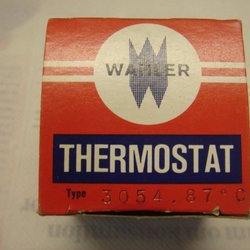 WAHLER
THERMOSTAT
Type 3054.87°C